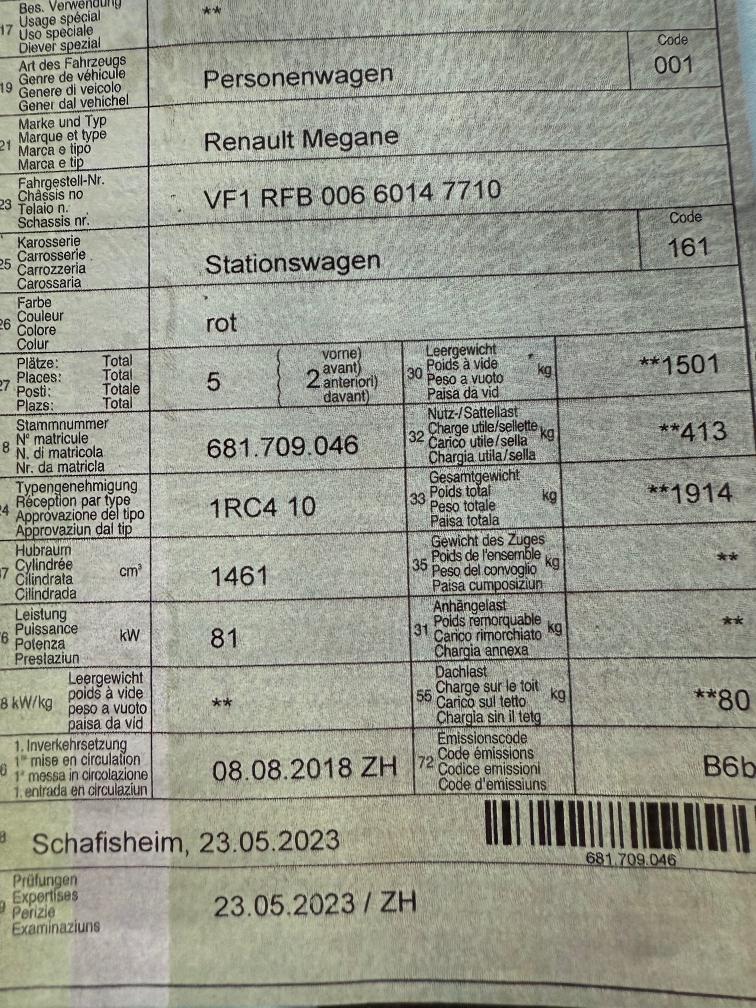 Bes. Verwendung
17 Usage spécial **
Uso speciale
Diever spezial
Art des Fahrzeugs Code
19 Genre de véhicule Personenwagen 001
Genere di veicolo
Gener dal vehichel
Marke und Typ
21 Marque et type Renault Megane
Marca e tipo
Marca e tip
Fahrgestell-Nr.
23 Châssis no VF1 RFB 006 6014 7710
Telaio n.
Schassis nr.
Karosserie Code
25 Carrosserie Stationswagen 161
Carrozzeria
Carossaria
Farbe
26 Couleur rot
Colore
Colur
27 Plätze: Total
Places: Total
Posti: Totale
Plazs: Total
5
2
vorne)
avant)
anteriori)
davant)
30 Leergewicht
Poids à vide kg **1501
Peso a vuoto
Paisa da vid
8 Stammnummer
N° matricule
N. di matricola
Nr. da matricla
681.709.046
32 Nutz-/Sattellast
Charge utile/sellette kg **413
Carico utile/sella
Chargia utila/sella
24 Typengenehmigung
Réception par type
Approvazione del tipo
Approvaziun dal tip
1RC4 10
33 Gesamtgewicht
Poids total kg **1914
Peso totale
Paisa totala
7 Hubraum
Cylindrée cm³
Cilindrata
Cilindrada
1461
35 Gewicht des Zuges
Poids de l'ensemble kg **
Peso del convoglio
Paisa cumposiziun
6 Leistung
Puissance kW
Potenza
Prestaziun
81
31 Anhängelast
Poids remorquable kg **
Carico rimorchiato
Chargia annexa
8 kW/kg Leergewicht
poids à vide
peso a vuoto
paisa da vid
**
55 Dachlast
Charge sur le toit kg **80
Carico sul tetto
Chargia sin il tetg
6 1. Inverkehrsetzung
1re mise en circulation
1a messa in circolazione
1. entrada en circulaziun
08.08.2018 ZH
72 Emissionscode
Code émissions B6b
Codice emissioni
Code d'emissiuns
8 Schafisheim, 23.05.2023
681.709.046
9 Prüfungen
Expertises
Perizie
Examinaziuns
23.05.2023 / ZH